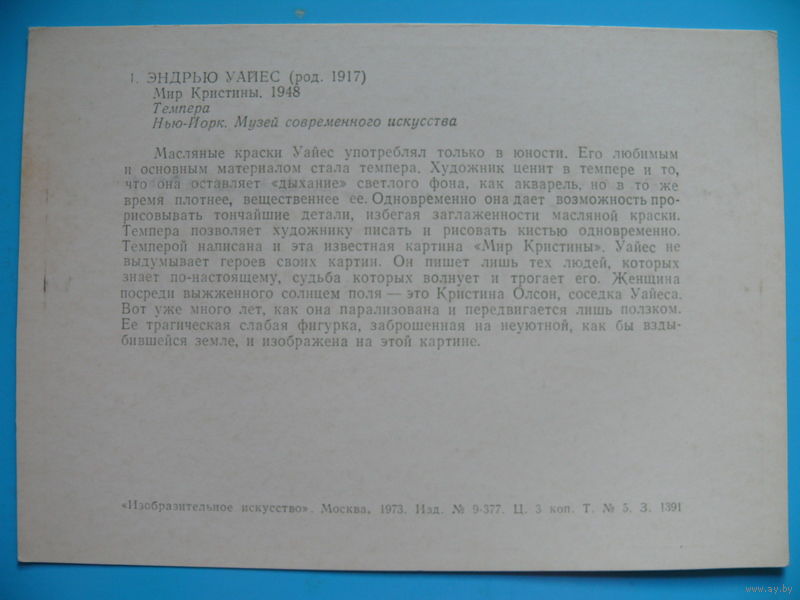 1. ЭНДРЬЮ УАЙЕС (род. 1917)
Мир Кристины. 1948
Темпера
Нью-Йорк. Музей современного искусства
Масляные краски Уайес употреблял только в юности. Его любимым
и основным материалом стала темпера. Художник ценит в темпере и то,
что она оставляет «дыхание» светлого фона, как акварель, но в то же
время плотнее, вещественнее ее. Одновременно она дает возможность про-
рисовывать тончайшие детали, избегая заглаженности масляной краски.
Темпера позволяет художнику писать и рисовать кистью одновременно.
Темперой написана и эта известная картина «Мир Кристины». Уайес не
выдумывает героев своих картин. Он пишет лишь тех людей, которых
знает по-настоящему, судьба которых волнует и трогает его. Женщина
посреди выжженного солнцем поля — это Кристина Олсон, соседка Уайеса.
Вот уже много лет, как она парализована и передвигается лишь ползком.
Ее трагическая слабая фигурка, заброшенная на неуютной, как бы взды-
бившейся земле, и изображена на этой картине.
«Изобразительное искусство». Москва, 1973. Изд. № 9-377. Ц. 3 коп. Т. № 5. З. 1391
www.ay.by